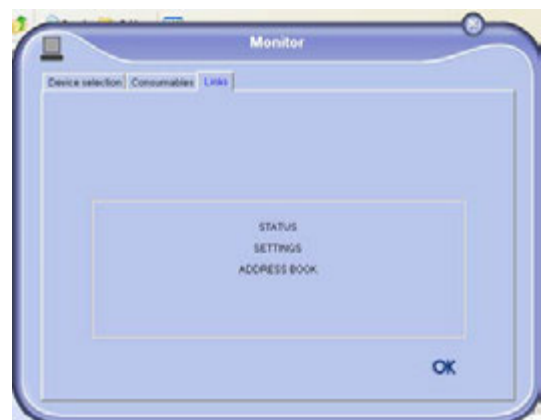 Monitor
Device selection Consumables Links
STATUS
SETTINGS
ADDRESS BOOK
OK